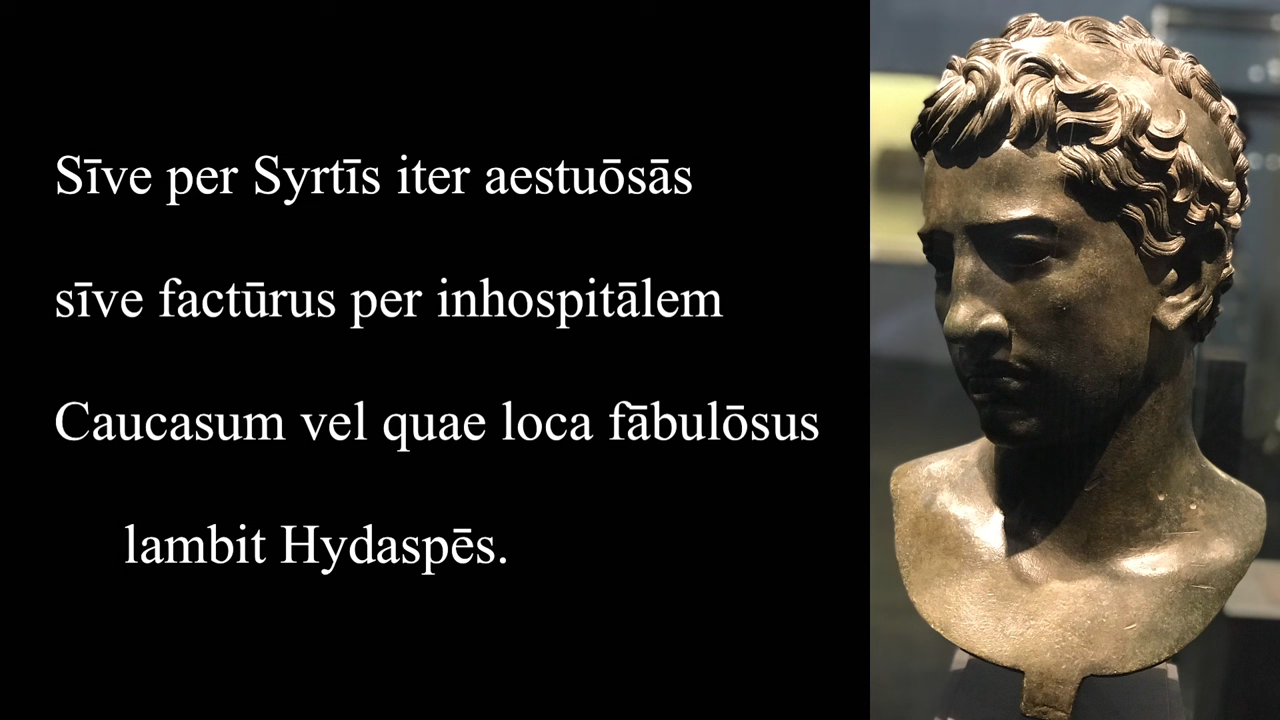 Sīve per Syrtīs iter aestuōsās
sīve factūrus per inhospitālem
Caucasum vel quae loca fābulōsus
lambit Hydaspēs.